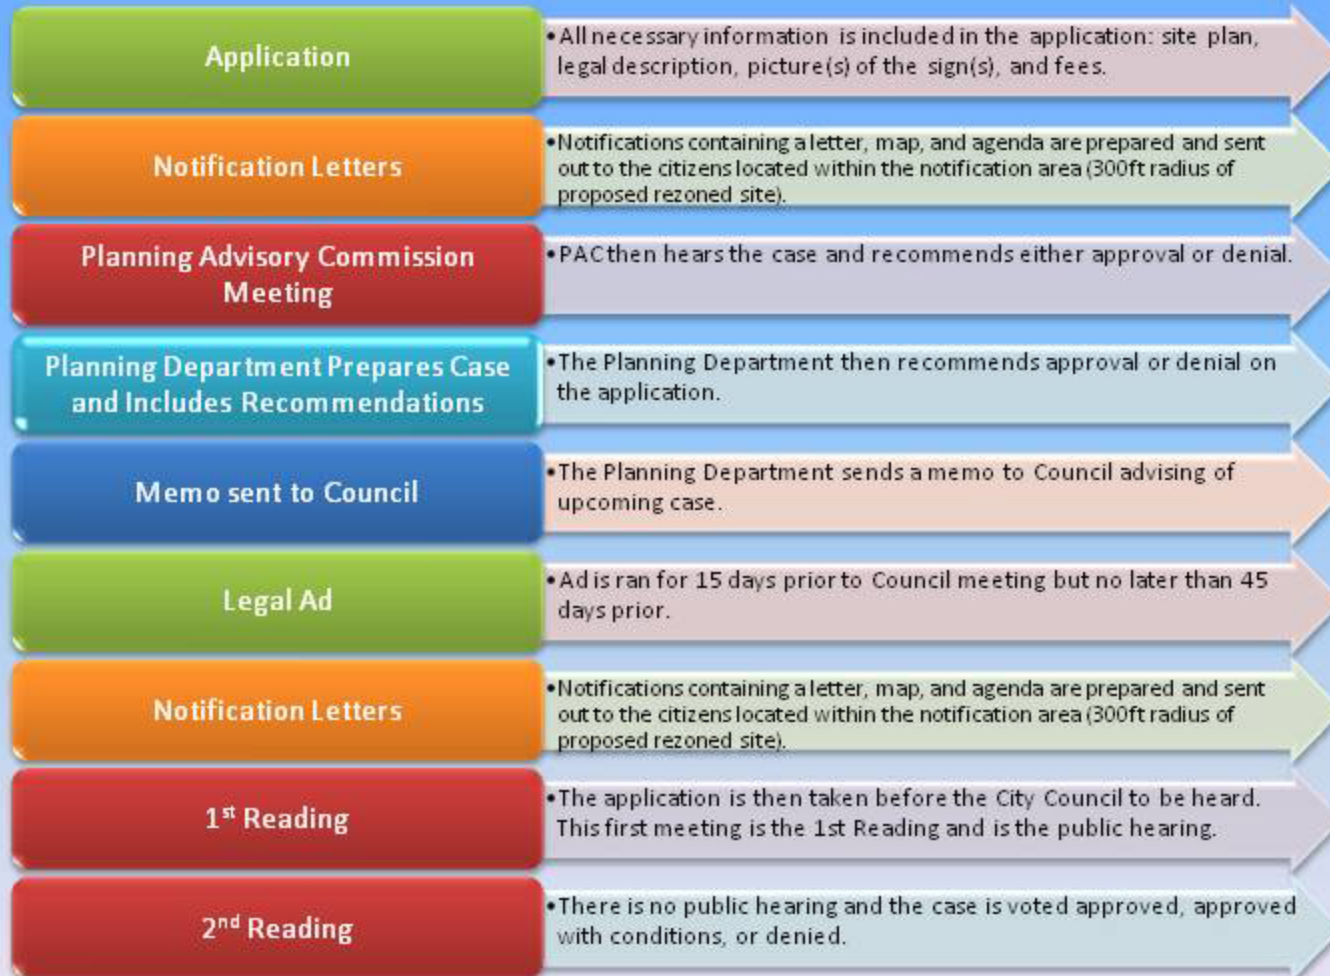 Application
•All necessary information is included in the application: site plan,
legal description, picture(s) of the sign(s), and fees.
Notification Letters
•Notifications containing a letter, map, and agenda are prepared and sent
out to the citizens located within the notification area (300ft radius of
proposed rezoned site).
Planning Advisory Commission
Meeting
•PAC then hears the case and recommends either approval or denial.
Planning Department Prepares Case
and Includes Recommendations
•The Planning Department then recommends approval or denial on
the application.
Memo sent to Council
•The Planning Department sends a memo to Council advising of
upcoming case.
Legal Ad
•Ad is ran for 15 days prior to Council meeting but no later than 45
days prior.
Notification Letters
•Notifications containing a letter, map, and agenda are prepared and sent
out to the citizens located within the notification area (300ft radius of
proposed rezoned site).
1st Reading
•The application is then taken before the City Council to be heard.
This first meeting is the 1st Reading and is the public hearing.
2nd Reading
•There is no public hearing and the case is voted approved, approved
with conditions, or denied.